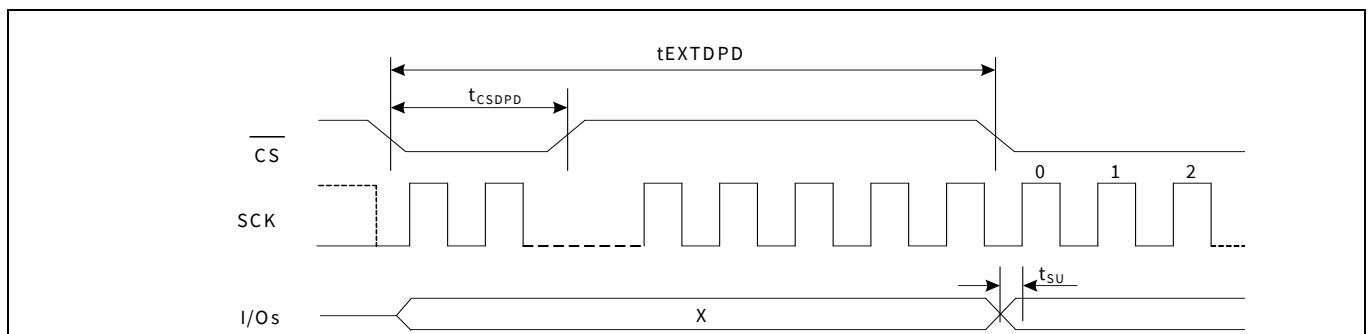 tEXTDPD
tCSDPD
CS
0 1 2
SCK
tSU
I/Os
X